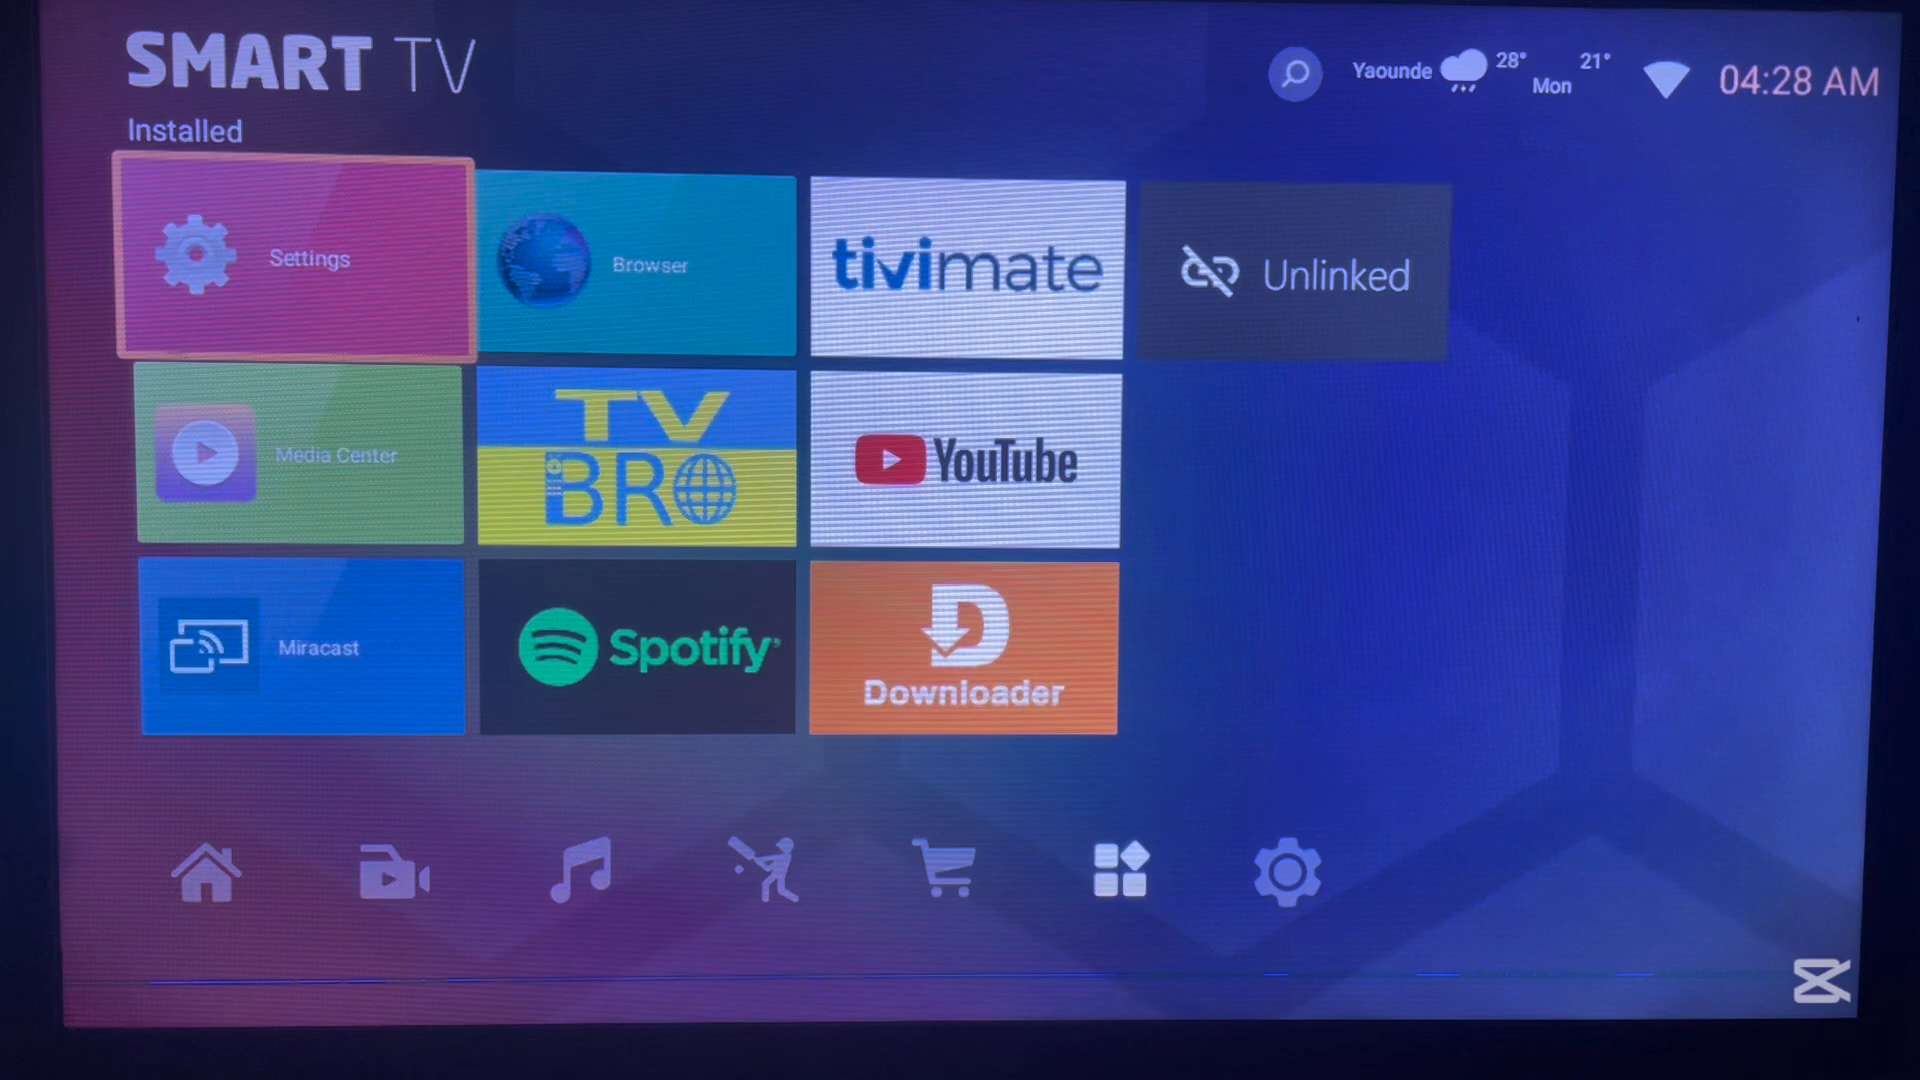 SMART TV
Yaounde 28° Mon 21° 04:28 AM
Installed
Settings
Browser
tivimate
Unlinked
Media Center
TV
BRO
YouTube
Miracast
Spotify
D
Downloader